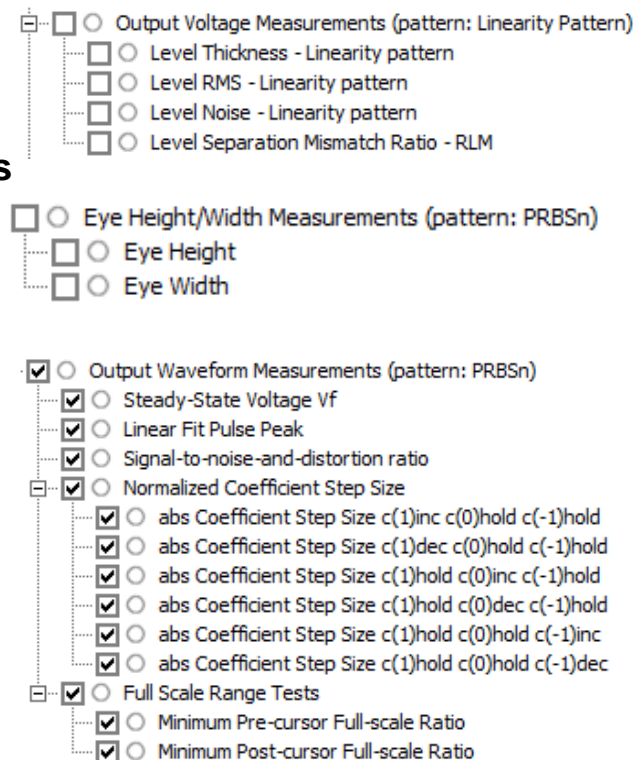 Output Voltage Measurements (pattern: Linearity Pattern)
Level Thickness - Linearity pattern
Level RMS - Linearity pattern
Level Noise - Linearity pattern
Level Separation Mismatch Ratio - RLM
s
Eye Height/Width Measurements (pattern: PRBSn)
Eye Height
Eye Width
Output Waveform Measurements (pattern: PRBSn)
Steady-State Voltage Vf
Linear Fit Pulse Peak
Signal-to-noise-and-distortion ratio
Normalized Coefficient Step Size
abs Coefficient Step Size c(1)inc c(0)hold c(-1)hold
abs Coefficient Step Size c(1)dec c(0)hold c(-1)hold
abs Coefficient Step Size c(1)hold c(0)inc c(-1)hold
abs Coefficient Step Size c(1)hold c(0)dec c(-1)hold
abs Coefficient Step Size c(1)hold c(0)hold c(-1)inc
abs Coefficient Step Size c(1)hold c(0)hold c(-1)dec
Full Scale Range Tests
Minimum Pre-cursor Full-scale Ratio
Minimum Post-cursor Full-scale Ratio